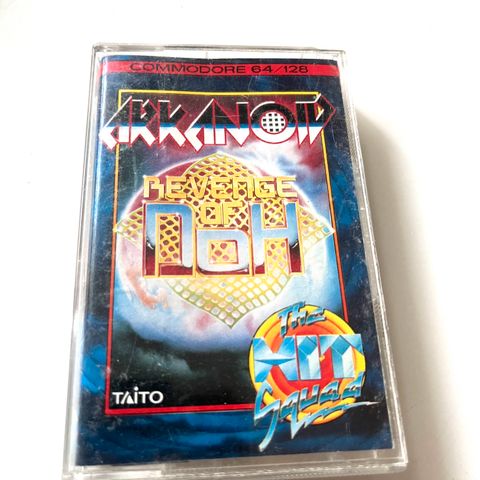 COMMODORE 64/128
ARKANOID
REVENGE
OF
DOH
The
HIT
Squad
TAITO